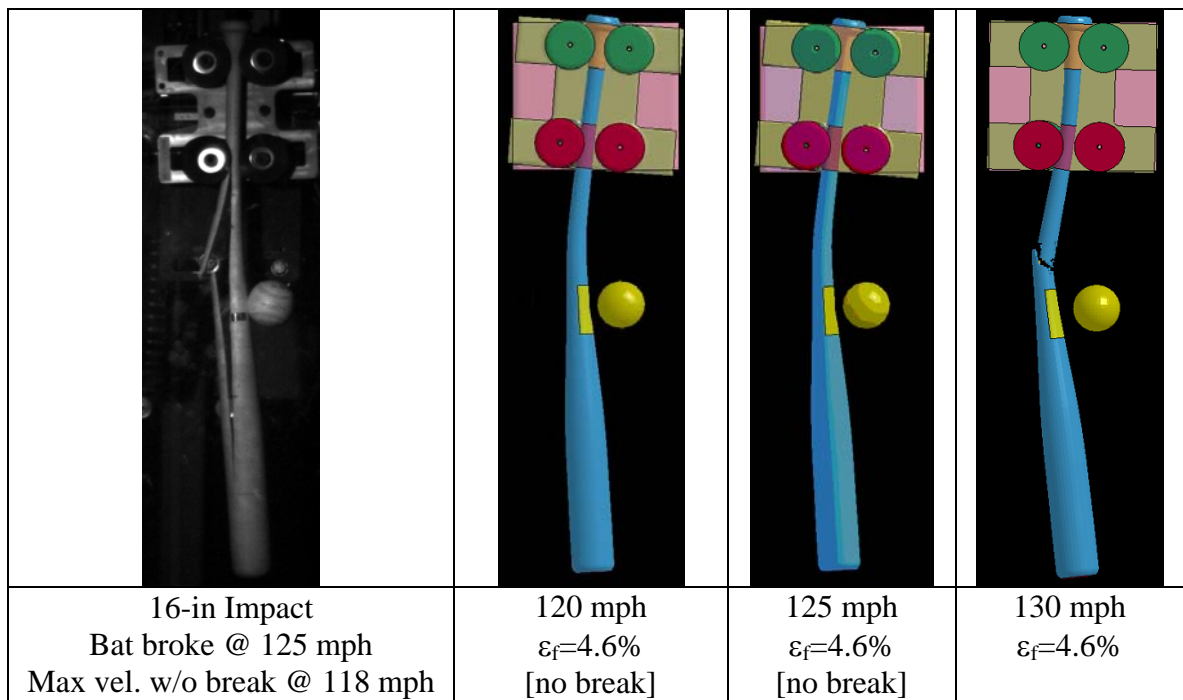 16-in Impact
Bat broke @ 125 mph
Max vel. w/o break @ 118 mph
120 mph
εf=4.6%
[no break]
125 mph
εf=4.6%
[no break]
130 mph
εf=4.6%